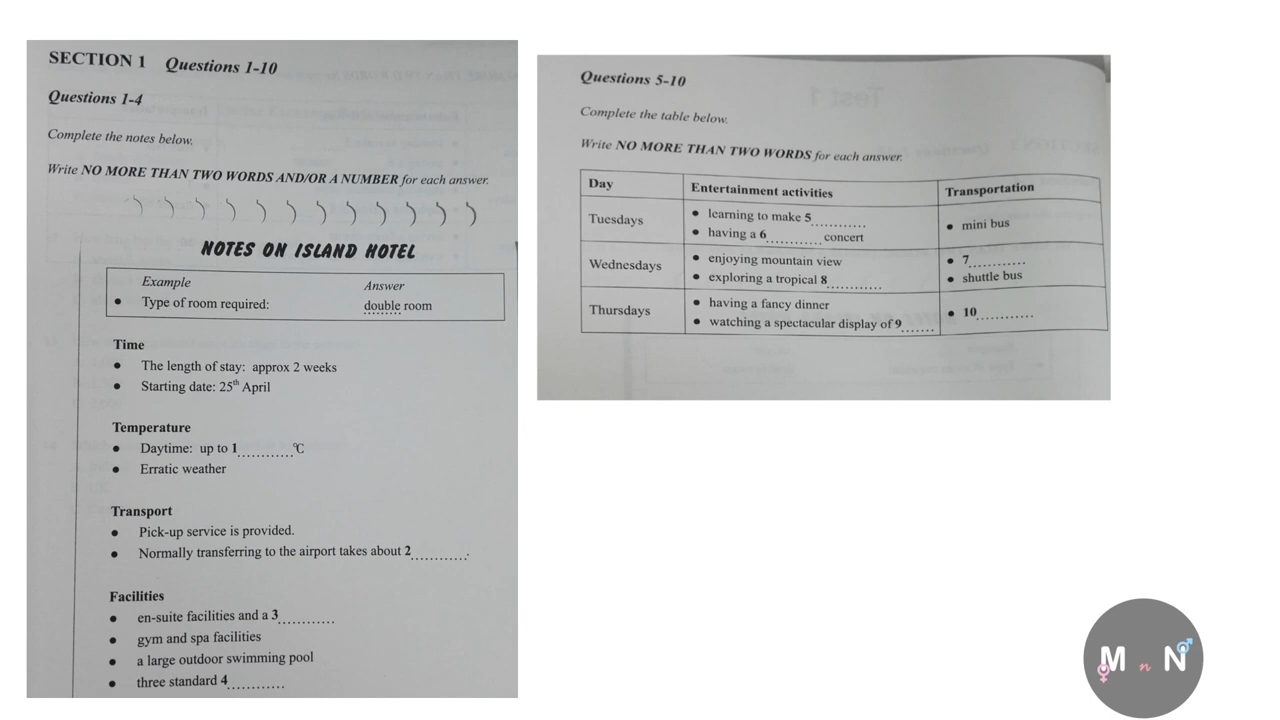 SECTION 1 Questions 1-10
Questions 1-4
Complete the notes below.
Write NO MORE THAN TWO WORDS AND/OR A NUMBER for each answer.
NOTES ON ISLAND HOTEL
Example Answer
• Type of room required: double room
Time
• The length of stay: approx 2 weeks
• Starting date: 25th April
Temperature
• Daytime: up to 1...........℃
• Erratic weather
Transport
• Pick-up service is provided.
• Normally transferring to the airport takes about 2...........
Facilities
• en-suite facilities and a 3...........
• gym and spa facilities
• a large outdoor swimming pool
• three standard 4...........
Questions 5-10
Complete the table below.
Write NO MORE THAN TWO WORDS for each answer.
Day Entertainment activities Transportation
Tuesdays
• learning to make 5...........
• having a 6........... concert
• mini bus
Wednesdays
• enjoying mountain view
• exploring a tropical 8...........
• 7...........
• shuttle bus
Thursdays
• having a fancy dinner
• watching a spectacular display of 9.......
• 10...........
M n N